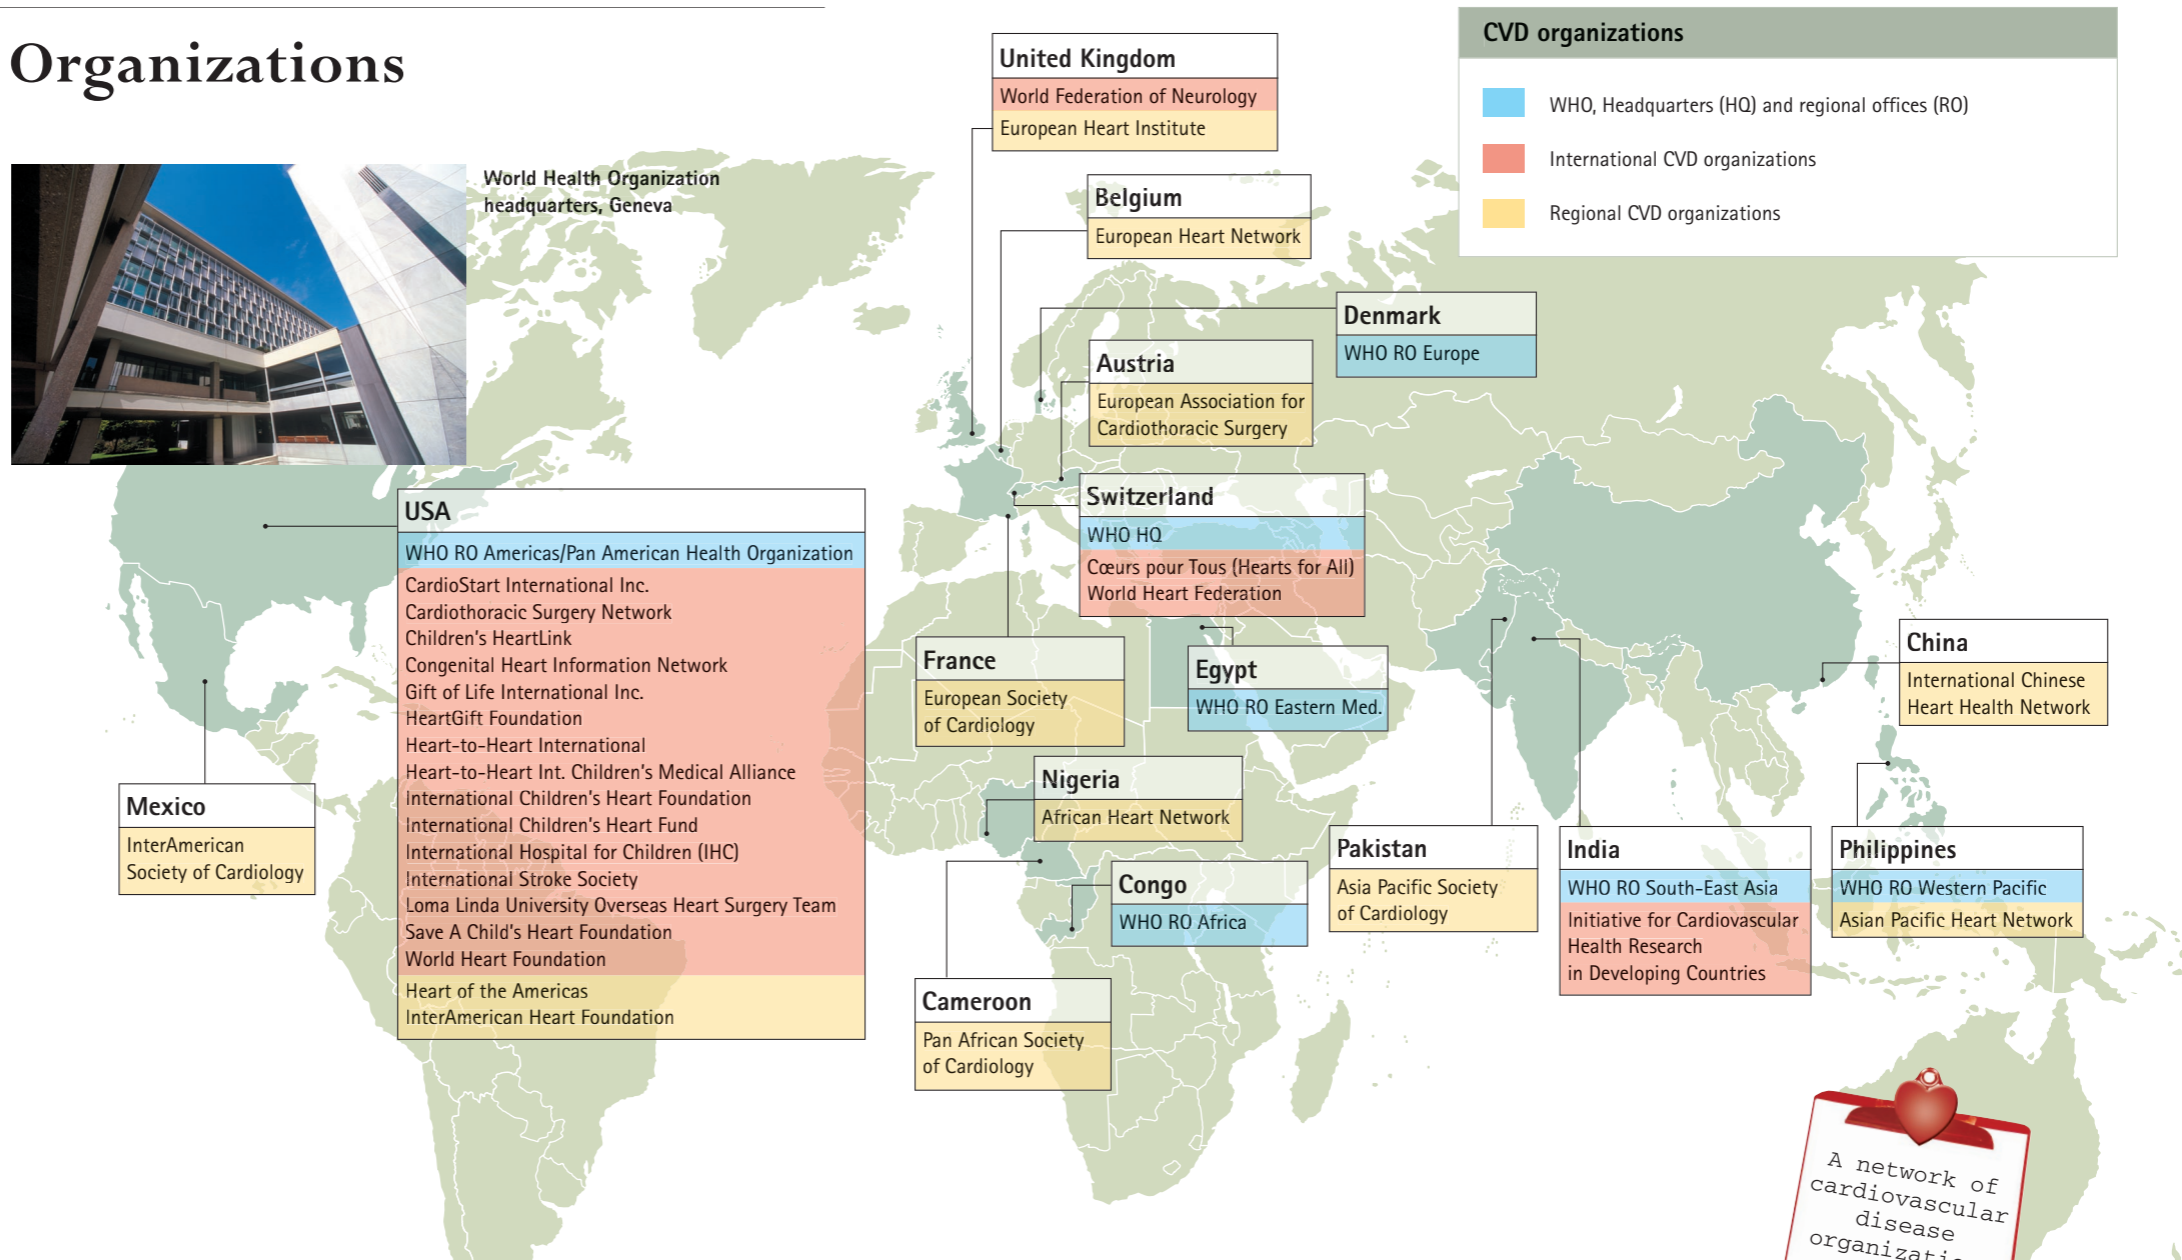 Organizations
World Health Organization
headquarters, Geneva
CVD organizations
WHO, Headquarters (HQ) and regional offices (RO)
International CVD organizations
Regional CVD organizations
United Kingdom
World Federation of Neurology
European Heart Institute
Belgium
European Heart Network
Denmark
WHO RO Europe
Austria
European Association for
Cardiothoracic Surgery
Switzerland
WHO HQ
Cœurs pour Tous (Hearts for All)
World Heart Federation
USA
WHO RO Americas/Pan American Health Organization
CardioStart International Inc.
Cardiothoracic Surgery Network
Children's HeartLink
Congenital Heart Information Network
Gift of Life International Inc.
HeartGift Foundation
Heart-to-Heart International
Heart-to-Heart Int. Children's Medical Alliance
International Children's Heart Foundation
International Children's Heart Fund
International Hospital for Children (IHC)
International Stroke Society
Loma Linda University Overseas Heart Surgery Team
Save A Child's Heart Foundation
World Heart Foundation
Heart of the Americas
InterAmerican Heart Foundation
Mexico
InterAmerican
Society of Cardiology
France
European Society
of Cardiology
Egypt
WHO RO Eastern Med.
China
International Chinese
Heart Health Network
Nigeria
African Heart Network
Congo
WHO RO Africa
Cameroon
Pan African Society
of Cardiology
Pakistan
Asia Pacific Society
of Cardiology
India
WHO RO South-East Asia
Initiative for Cardiovascular
Health Research
in Developing Countries
Philippines
WHO RO Western Pacific
Asian Pacific Heart Network
A network of
cardiovascular
disease